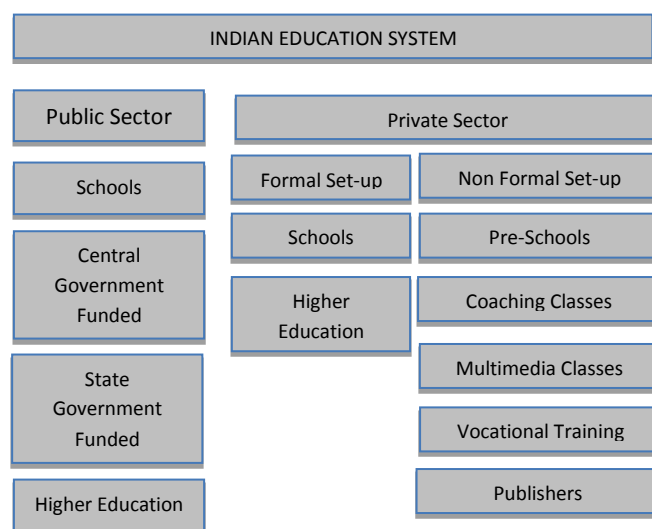 INDIAN EDUCATION SYSTEM
Public Sector
Private Sector
Schools
Central
Government
Funded
State
Government
Funded
Higher Education
Formal Set-up
Schools
Higher
Education
Non Formal Set-up
Pre-Schools
Coaching Classes
Multimedia Classes
Vocational Training
Publishers